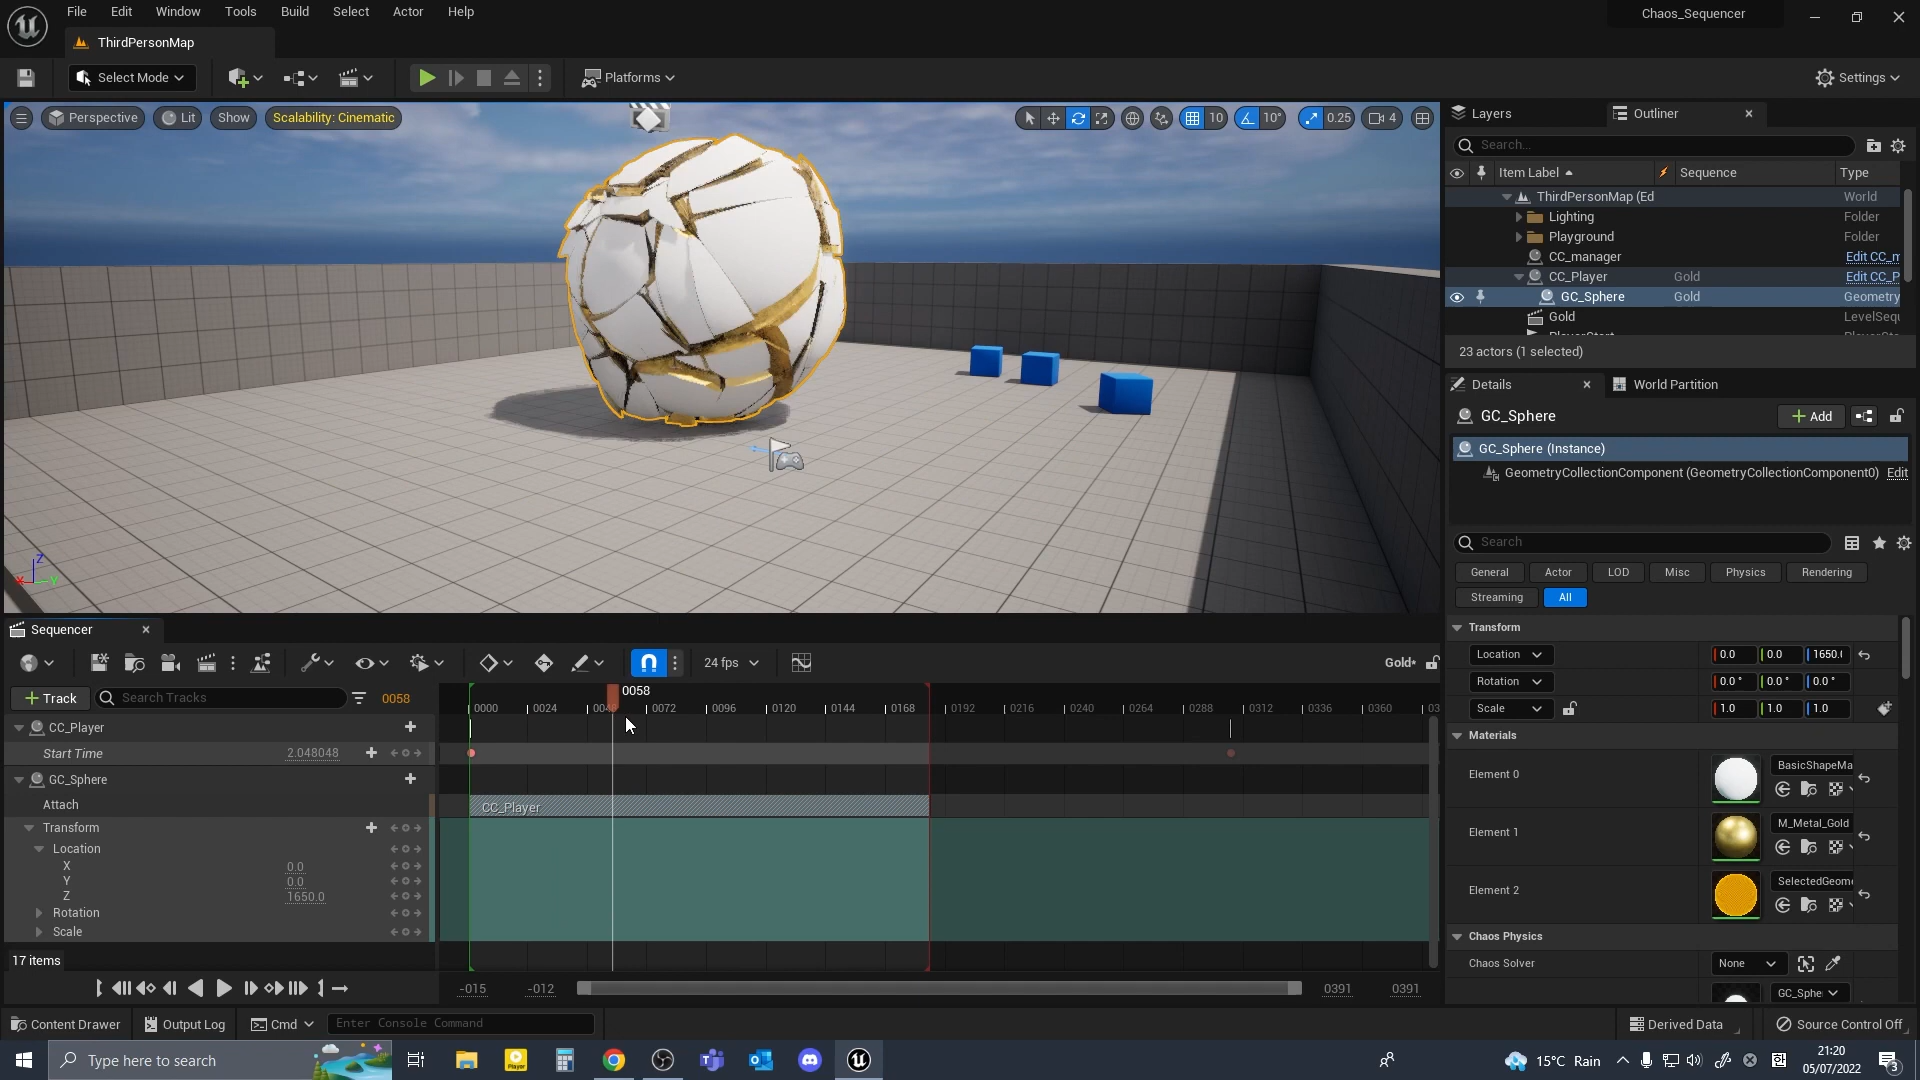 File Edit Window Tools Build Select Actor Help
Chaos_Sequencer
ThirdPersonMap
Select Mode
Platforms
Settings
Perspective Lit Show Scalability: Cinematic
10 10° 0.25 4
Layers Outliner
Search...
Item Label Sequence Type
ThirdPersonMap (Ed World
Lighting Folder
Playground Folder
CC_manager Edit CC_m
CC_Player Gold Edit CC_P
GC_Sphere Gold Geometry
Gold LevelSequ
23 actors (1 selected)
Details World Partition
GC_Sphere Add
GC_Sphere (Instance)
GeometryCollectionComponent (GeometryCollectionComponent0) Edit
Search
General Actor LOD Misc Physics Rendering
Streaming All
Transform
Location 0.0 0.0 1650.(
Rotation 0.0 ° 0.0 ° 0.0 °
Scale 1.0 1.0 1.0
Materials
Element 0 BasicShapeMa
Element 1 M_Metal_Gold
Element 2 SelectedGeome
Chaos Physics
Chaos Solver None
GC_Sphe
Z
X Y
Sequencer
24 fps
Gold*
Track Search Tracks 0058
0058
0000 0024 0048 0072 0096 0120 0144 0168 0192 0216 0240 0264 0288 0312 0336 0360 03
CC_Player
Start Time 2.048048
GC_Sphere
Attach CC_Player
Transform
Location
X 0.0
Y 0.0
Z 1650.0
Rotation
Scale
17 items
-015 -012 0391 0391
Content Drawer Output Log Cmd Enter Console Command
Derived Data Source Control Off
Type here to search
Player
15°C Rain
21:20
05/07/2022
3